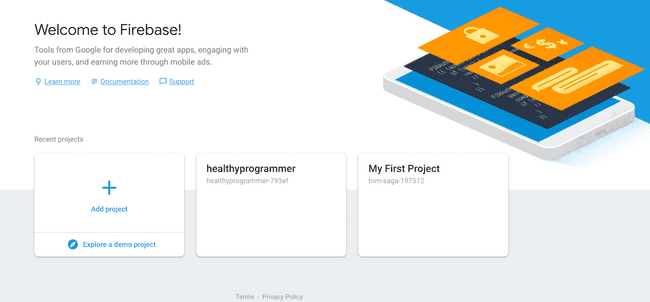 Welcome to Firebase!
Tools from Google for developing great apps, engaging with
your users, and earning more through mobile ads.
Learn more Documentation Support
Recent projects
Add project
Explore a demo project
healthyprogrammer
healthyprogrammer-793ef
My First Project
trim-saga-197512
Terms · Privacy Policy